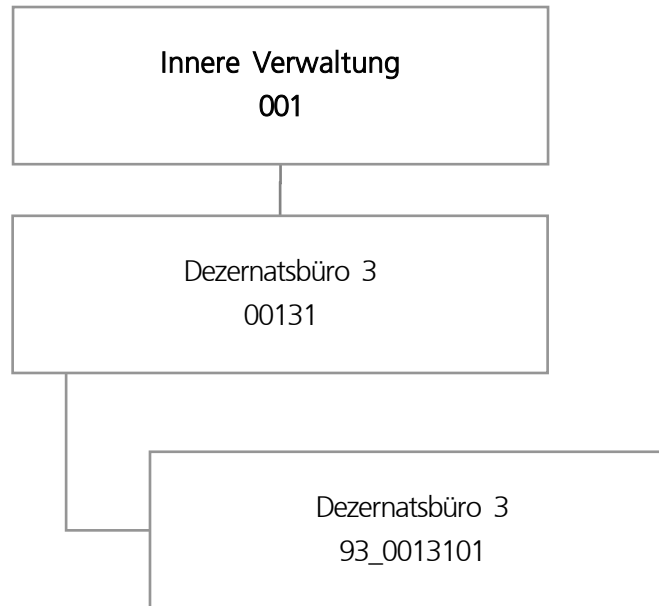 Innere Verwaltung
001
Dezernatsbüro 3
00131
Dezernatsbüro 3
93_0013101